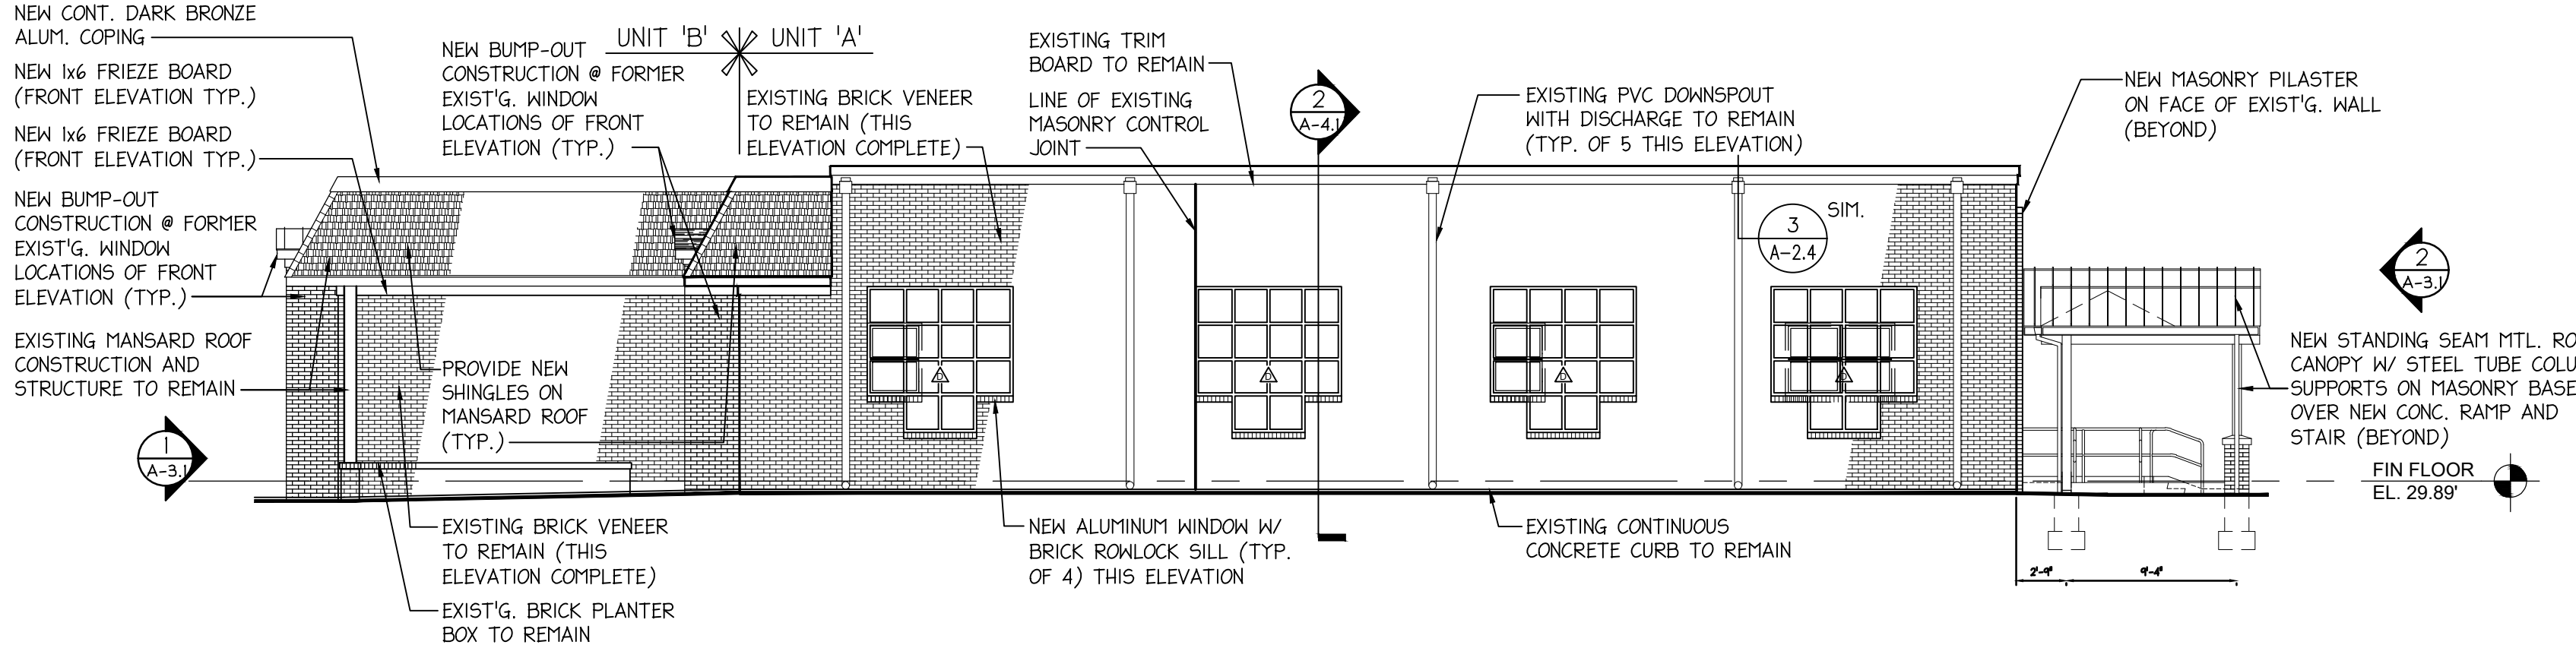 NEW CONT. DARK BRONZE
ALUM. COPING
NEW 1x6 FRIEZE BOARD
(FRONT ELEVATION TYP.)
NEW 1x6 FRIEZE BOARD
(FRONT ELEVATION TYP.)
NEW BUMP-OUT
CONSTRUCTION @ FORMER
EXIST'G. WINDOW
LOCATIONS OF FRONT
ELEVATION (TYP.)
EXISTING MANSARD ROOF
CONSTRUCTION AND
STRUCTURE TO REMAIN
1
A-3.1
NEW BUMP-OUT
CONSTRUCTION @ FORMER
EXIST'G. WINDOW
LOCATIONS OF FRONT
ELEVATION (TYP.)
UNIT 'B'
UNIT 'A'
EXISTING BRICK VENEER
TO REMAIN (THIS
ELEVATION COMPLETE)
PROVIDE NEW
SHINGLES ON
MANSARD ROOF
(TYP.)
EXISTING BRICK VENEER
TO REMAIN (THIS
ELEVATION COMPLETE)
EXIST'G. BRICK PLANTER
BOX TO REMAIN
EXISTING TRIM
BOARD TO REMAIN
LINE OF EXISTING
MASONRY CONTROL
JOINT
2
A-4.1
EXISTING PVC DOWNSPOUT
WITH DISCHARGE TO REMAIN
(TYP. OF 5 THIS ELEVATION)
3
A-2.4
SIM.
D
D
D
D
NEW ALUMINUM WINDOW W/
BRICK ROWLOCK SILL (TYP.
OF 4) THIS ELEVATION
EXISTING CONTINUOUS
CONCRETE CURB TO REMAIN
NEW MASONRY PILASTER
ON FACE OF EXIST'G. WALL
(BEYOND)
2
A-3.1
NEW STANDING SEAM MTL. RO
CANOPY W/ STEEL TUBE COLU
SUPPORTS ON MASONRY BASE
OVER NEW CONC. RAMP AND
STAIR (BEYOND)
FIN FLOOR
EL. 29.89'
2'-9"
9'-4"